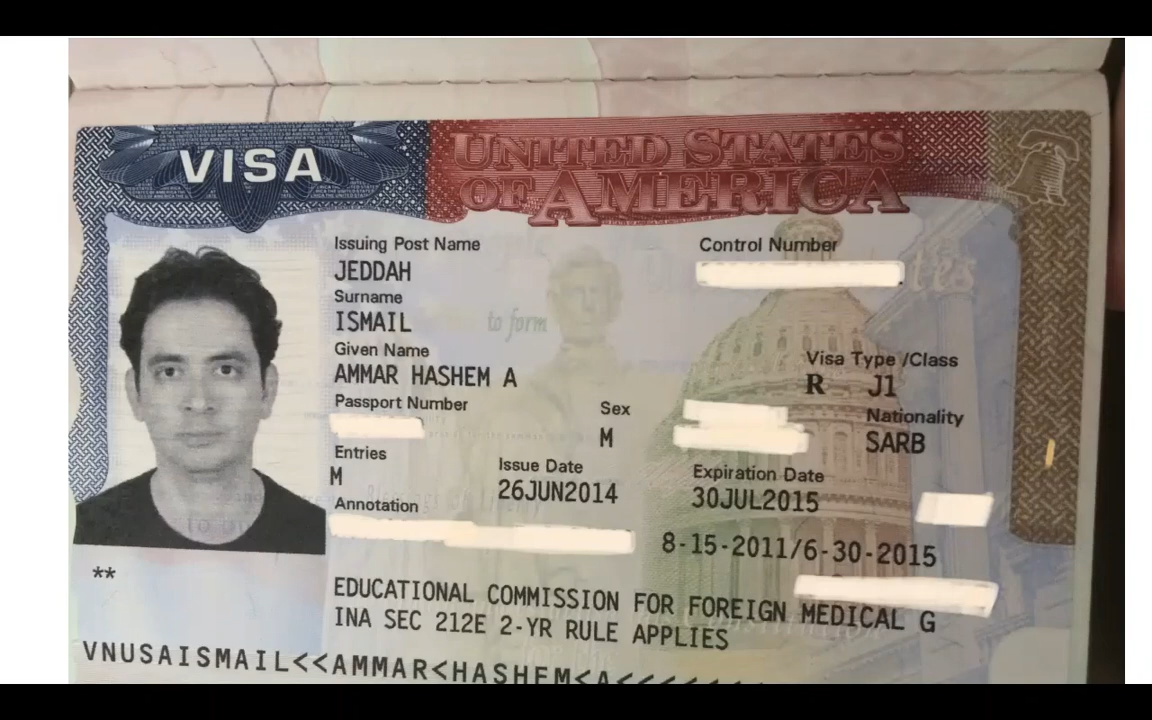 VISA
UNITED STATES
OF AMERICA
Issuing Post Name
JEDDAH
Control Number
Surname
ISMAIL
to form
Given Name
AMMAR HASHEM A
Visa Type /Class
R J1
Passport Number
Sex
M
Nationality
SARB
Entries
M
Issue Date
26JUN2014
Expiration Date
30JUL2015
Annotation
8-15-2011/6-30-2015
**
EDUCATIONAL COMMISSION FOR FOREIGN MEDICAL G
INA SEC 212E 2-YR RULE APPLIES
VNUSAISMAIL<<AMMAR<HASHEM<A<<<<<<<